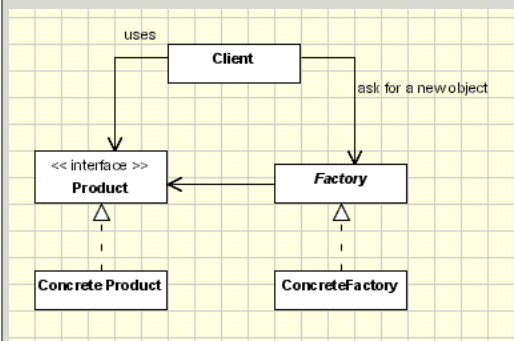 uses
Client
ask for a new object
<< interface >>
Product
Factory
Concrete Product
ConcreteFactory